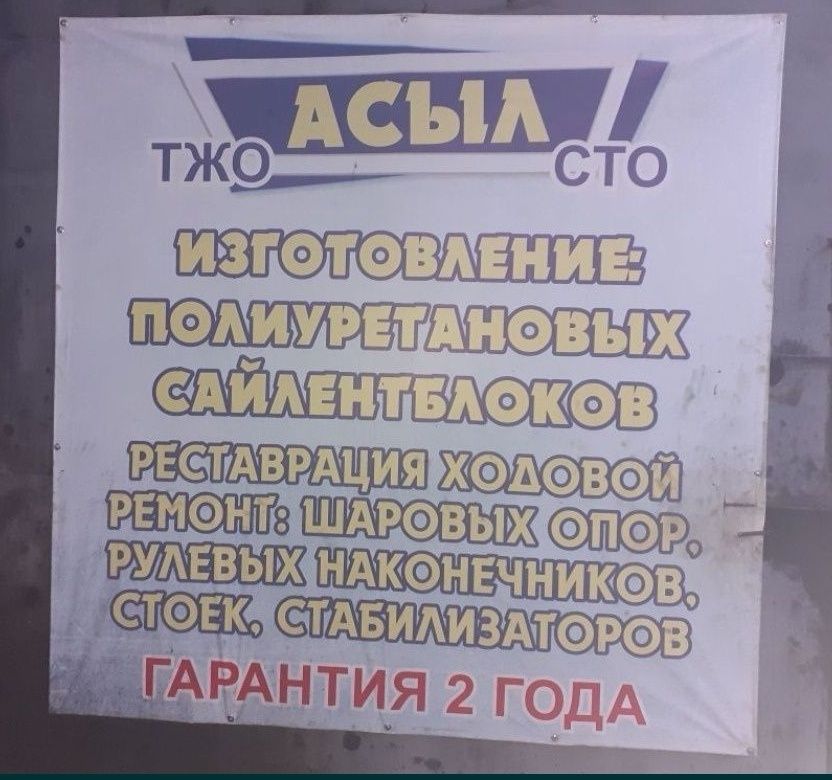 АСЫЛ
ТЖО СТО
ИЗГОТОВЛЕНИЕ:
ПОЛИУРЕТАНОВЫХ
САЙЛЕНТБЛОКОВ
РЕСТАВРАЦИЯ ХОДОВОЙ
РЕМОНТ: ШАРОВЫХ ОПОР,
РУЛЕВЫХ НАКОНЕЧНИКОВ,
СТОЕК, СТАБИЛИЗАТОРОВ
ГАРАНТИЯ 2 ГОДА